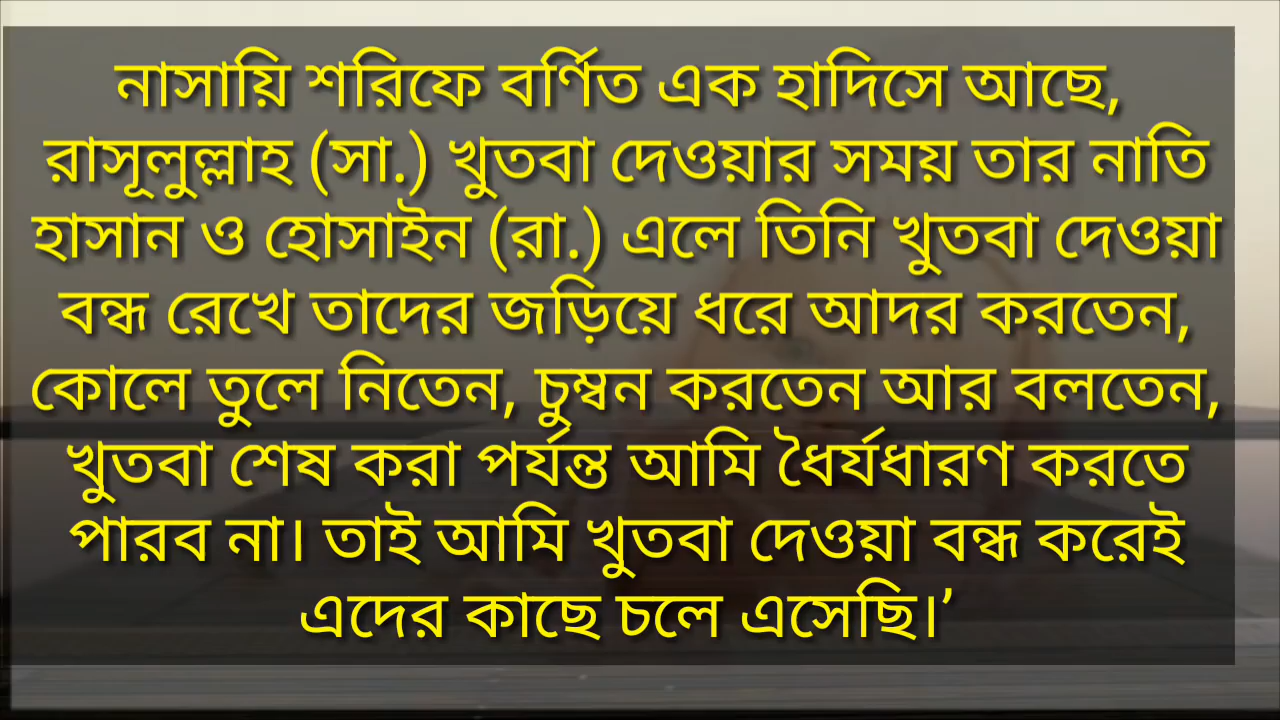 নাসায়ি শরিফে বর্ণিত এক হাদিসে আছে,
রাসূলুল্লাহ (সা.) খুতবা দেওয়ার সময় তার নাতি
হাসান ও হোসাইন (রা.) এলে তিনি খুতবা দেওয়া
বন্ধ রেখে তাদের জড়িয়ে ধরে আদর করতেন,
কোলে তুলে নিতেন, চুম্বন করতেন আর বলতেন,
খুতবা শেষ করা পর্যন্ত আমি ধৈর্যধারণ করতে
পারব না। তাই আমি খুতবা দেওয়া বন্ধ করেই
এদের কাছে চলে এসেছি।’